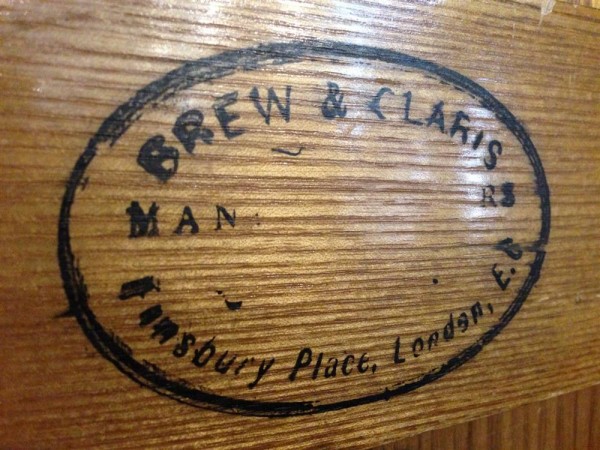 BREW & CLARIS
MAN RS
Finsbury Place, London, E.C